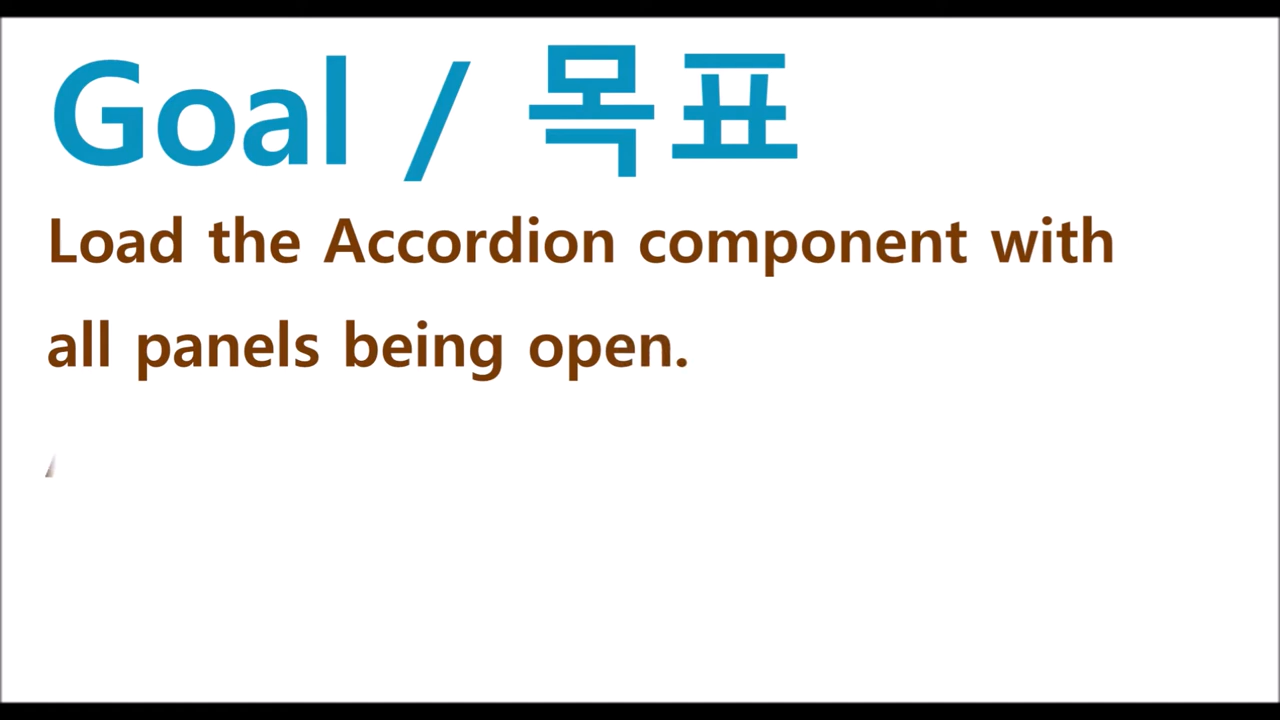 Goal / 목표
Load the Accordion component with
all panels being open.